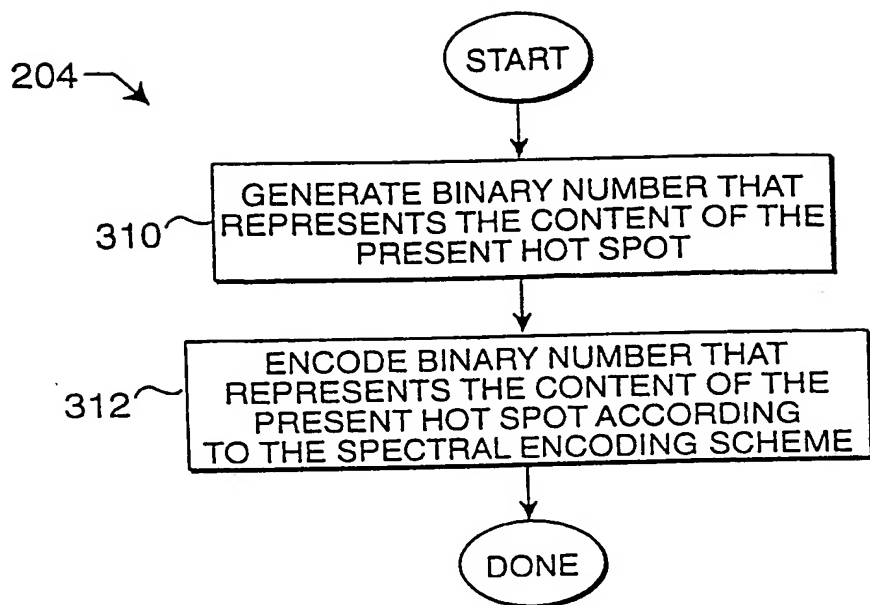 204
START
310
GENERATE BINARY NUMBER THAT
REPRESENTS THE CONTENT OF THE
PRESENT HOT SPOT
312
ENCODE BINARY NUMBER THAT
REPRESENTS THE CONTENT OF THE
PRESENT HOT SPOT ACCORDING
TO THE SPECTRAL ENCODING SCHEME
DONE